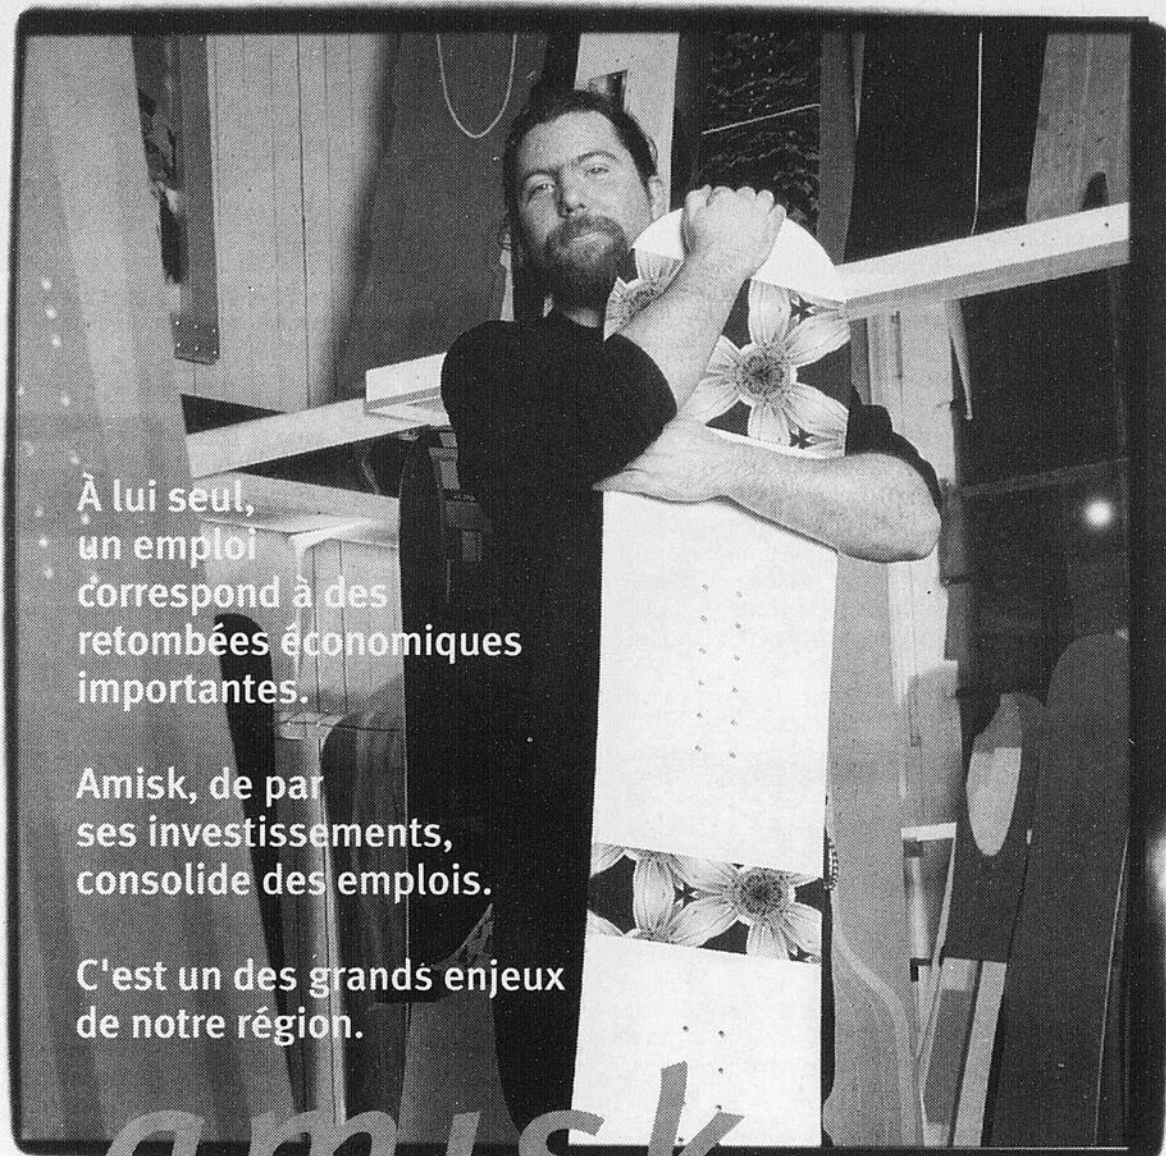 À lui seul,
un emploi
correspond à des
retombées économiques
importantes.
Amisk, de par
ses investissements,
consolide des emplois.
C'est un des grands enjeux
de notre région.
amisk